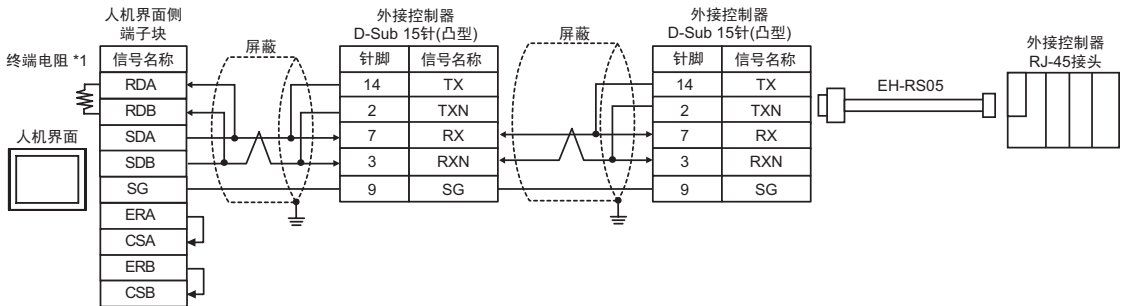 人机界面侧
端子块
终端电阻 *1
信号名称
RDA
RDB
SDA
SDB
SG
ERA
CSA
ERB
CSB
人机界面
屏蔽
外接控制器
D-Sub 15针(凸型)
针脚 信号名称
14 TX
2 TXN
7 RX
3 RXN
9 SG
屏蔽
外接控制器
D-Sub 15针(凸型)
针脚 信号名称
14 TX
2 TXN
7 RX
3 RXN
9 SG
EH-RS05
外接控制器
RJ-45接头